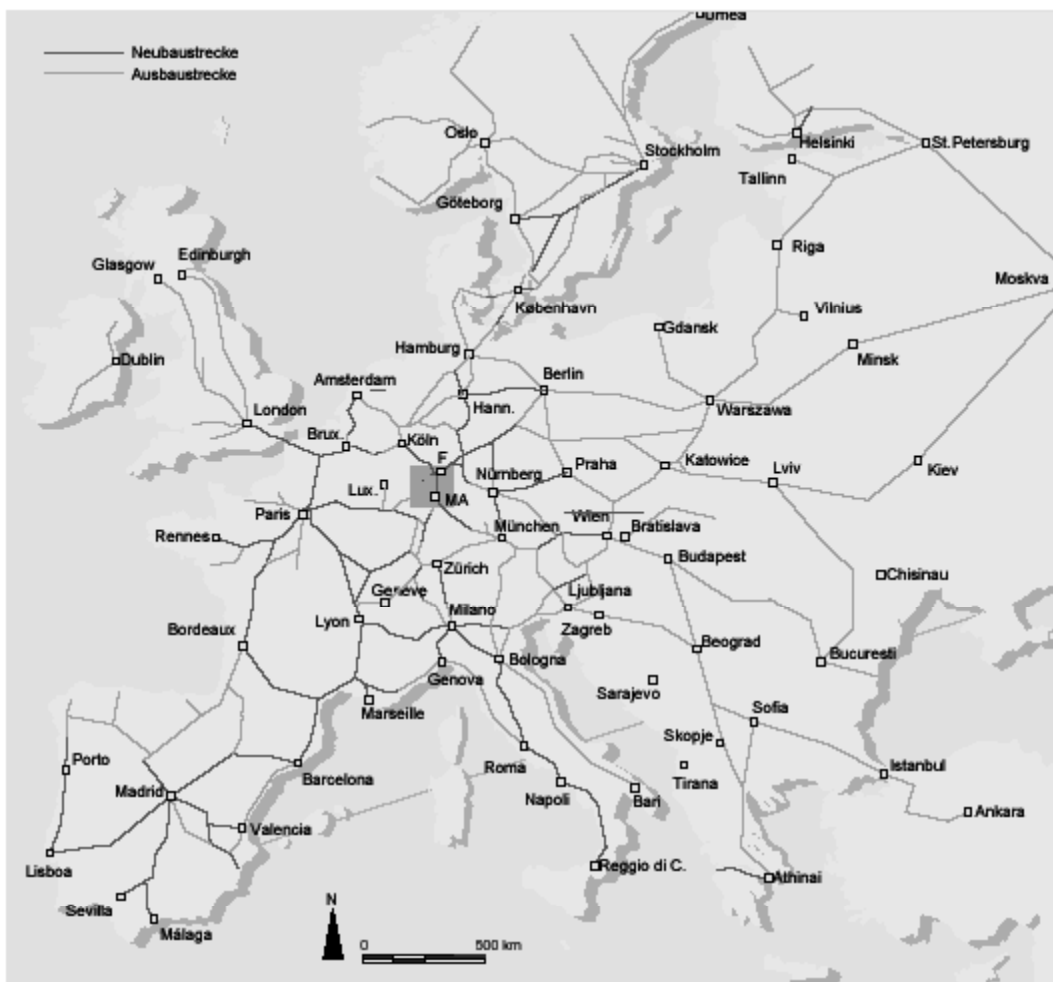 Umea
Neubaustrecke
Ausbaustrecke
Oslo
Helsinki
St.Petersburg
Stockholm
Tallinn
Göteborg
Riga
Edinburgh
Glasgow
Moskva
København
Vilnius
Gdansk
Hamburg
Minsk
Dublin
Berlin
Amsterdam
Hann.
London
Warszawa
Brux
Köln
F
Nürnberg
Praha
Katowice
Lviv
Kiev
Lux.
MA
Paris
Wien
Bratislava
Rennes
München
Budapest
Zürich
Chisinau
Geneve
Ljubljana
Milano
Lyon
Zagreb
Bordeaux
Beograd
Bucuresti
Bologna
Genova
Sarajevo
Marseille
Sofia
Skopje
Porto
Roma
Tirana
Istanbul
Barcelona
Madrid
Napoli
Bari
Ankara
Valencia
Lisboa
Reggio di C.
Athinai
Sevilla
N
Málaga
0 500 km